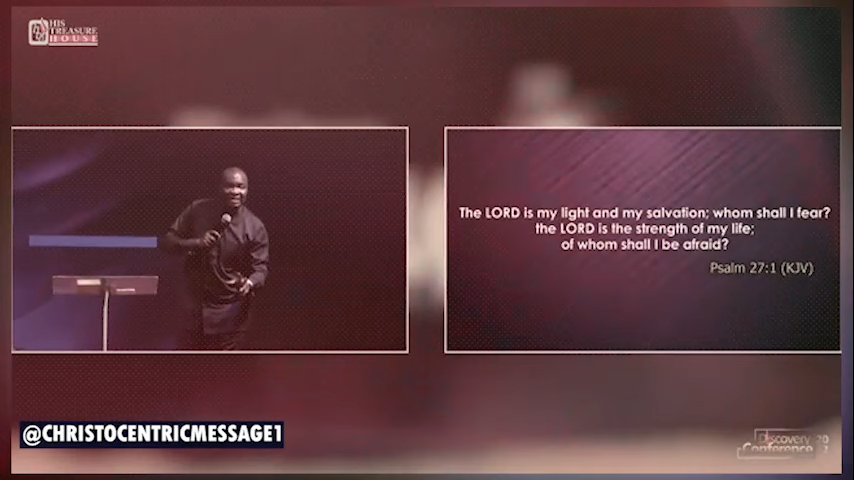 HIS
TREASURE
HOUSE
The LORD is my light and my salvation; whom shall I fear?
the LORD is the strength of my life;
of whom shall I be afraid?
Psalm 27:1 (KJV)
@CHRISTOCENTRICMESSAGE1
Discovery 20
Conference